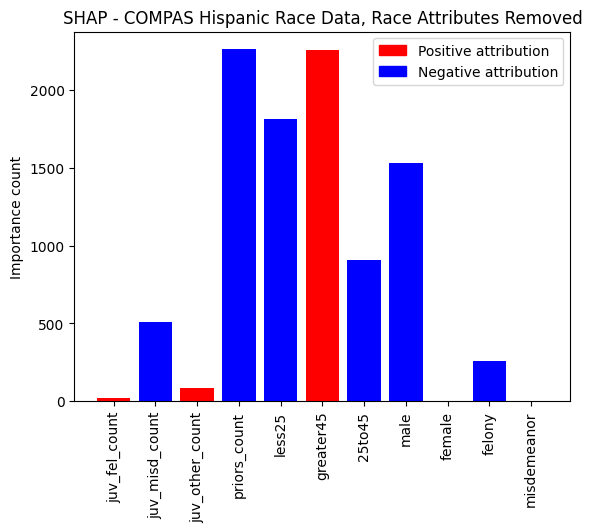 SHAP - COMPAS Hispanic Race Data, Race Attributes Removed
Positive attribution
Negative attribution
Importance count
2000
1500
1000
500
0
juv_fel_count
juv_misd_count
juv_other_count
priors_count
less25
greater45
25to45
male
female
felony
misdemeanor